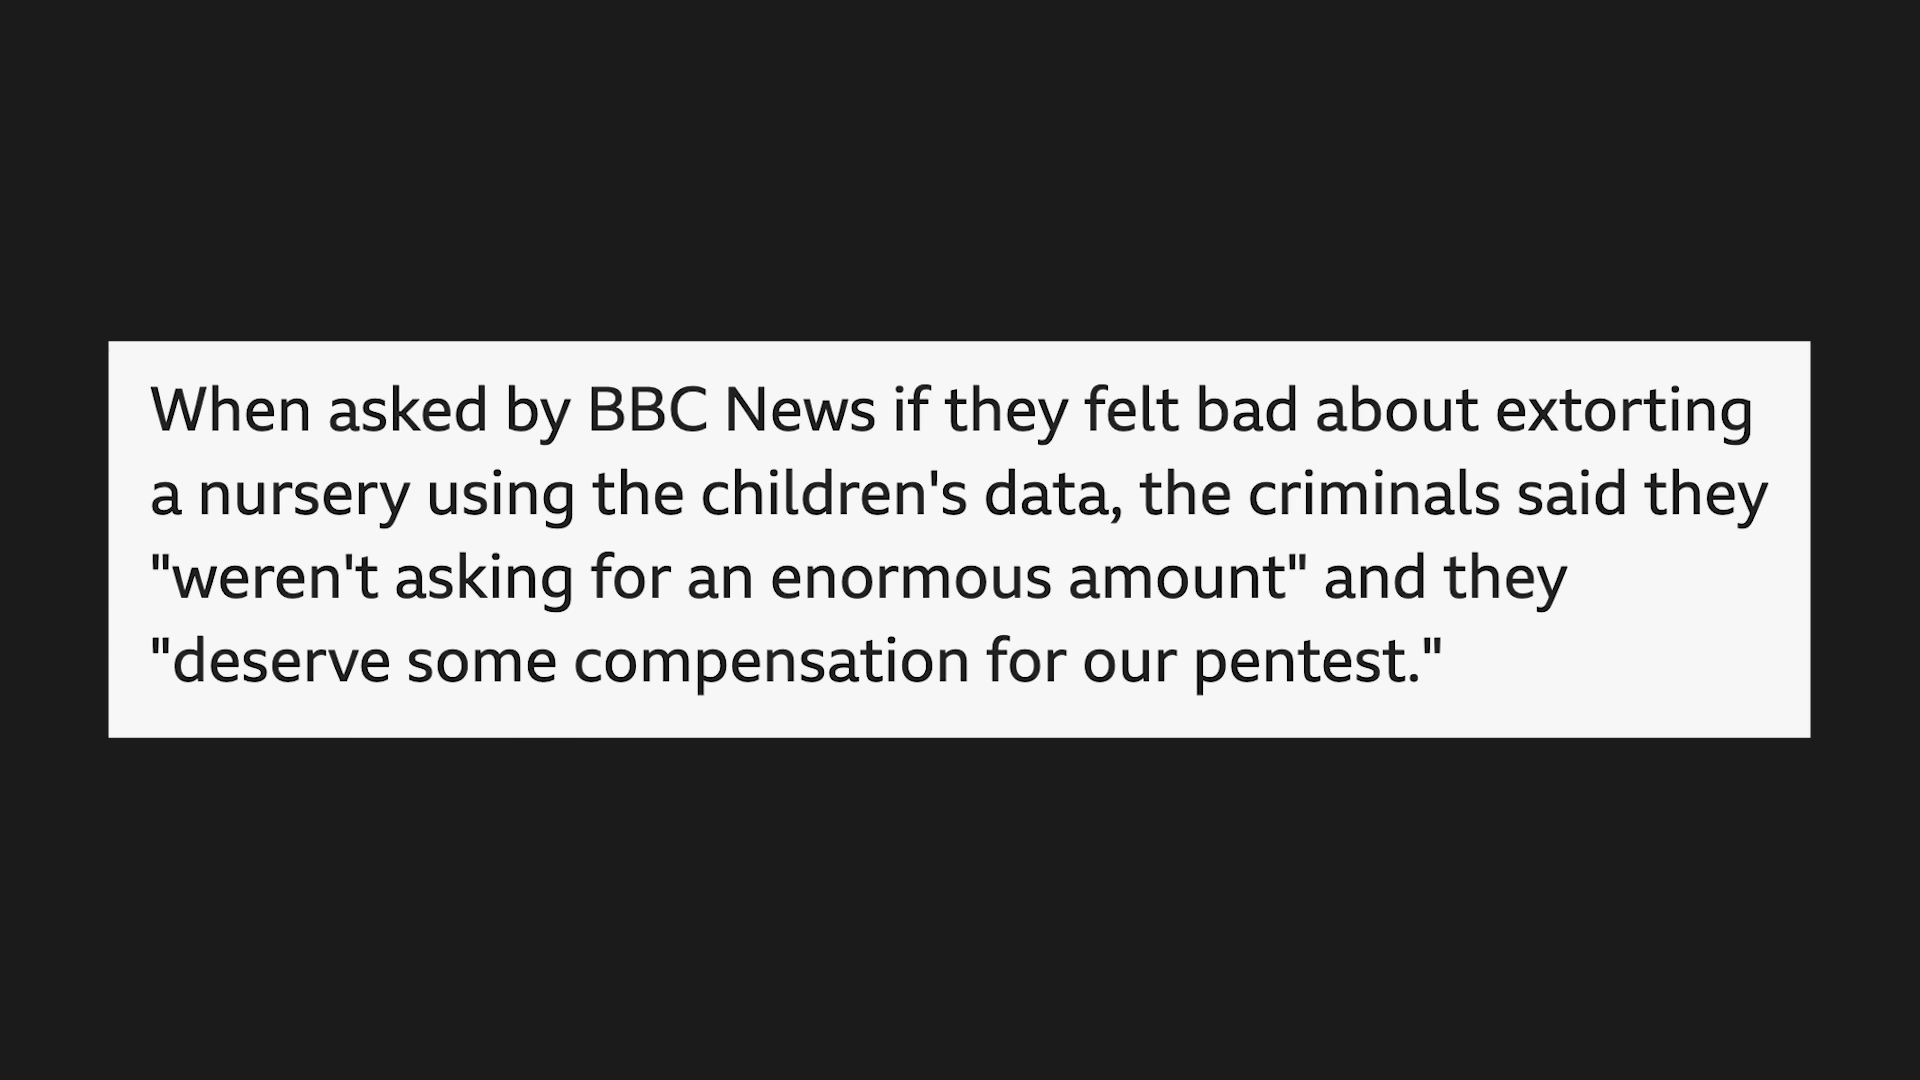 When asked by BBC News if they felt bad about extorting
a nursery using the children's data, the criminals said they
"weren't asking for an enormous amount" and they
"deserve some compensation for our pentest."